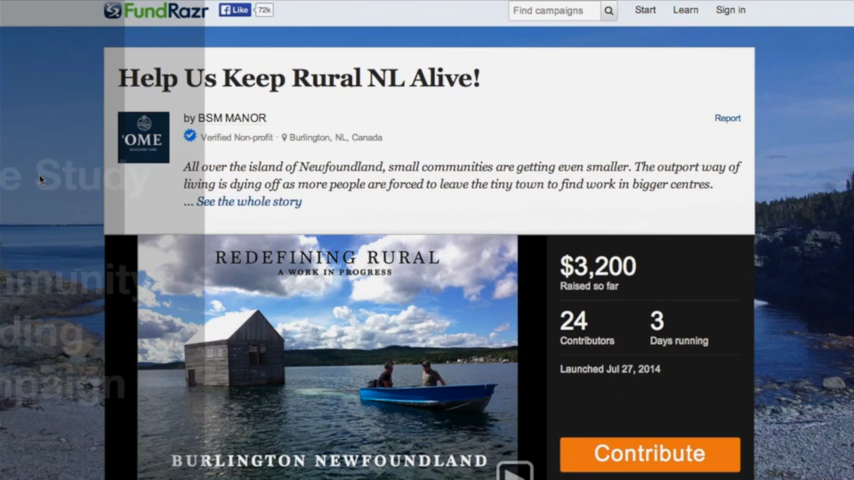 FundRazr
Like
72k
Find campaigns
Start
Learn
Sign in
Help Us Keep Rural NL Alive!
by BSM MANOR
Report
Verified Non-profit · Burlington, NL, Canada
'OME
All over the island of Newfoundland, small communities are getting even smaller. The outport way of
living is dying off as more people are forced to leave the tiny town to find work in bigger centres.
... See the whole story
e Study
mmunity
ding
mpaign
REDEFINING RURAL
A WORK IN PROGRESS
BURLINGTON NEWFOUNDLAND
$3,200
Raised so far
24
3
Contributors
Days running
Launched Jul 27, 2014
Contribute